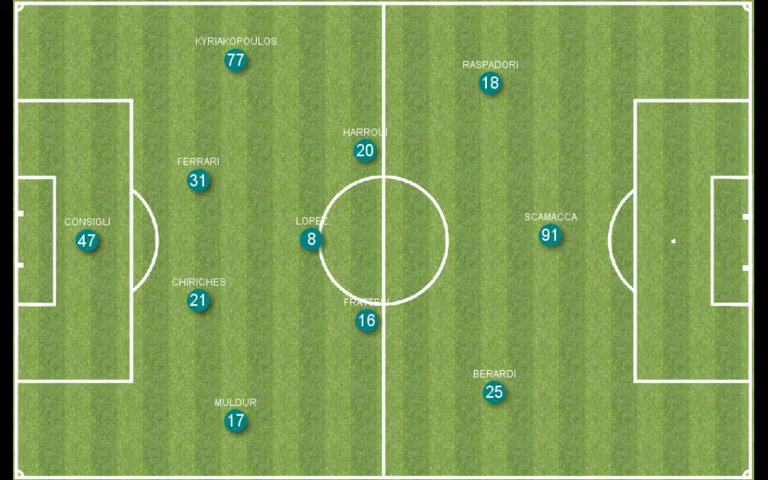 KYRIAKOPOULOS
77
RASPADORI
18
HARROUI
20
FERRARI
31
CONSIGLI
47
LOPEZ
8
SCAMACCA
91
CHIRICHES
21
FRATTESI
16
BERARDI
25
MULDUR
17